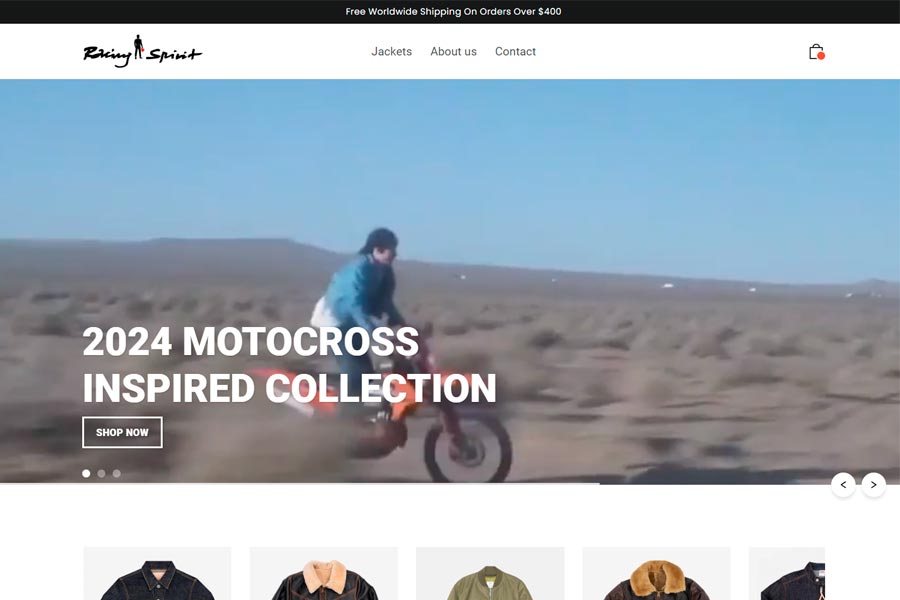 Free Worldwide Shipping On Orders Over $400
Racing Spirit
Jackets About us Contact
2024 MOTOCROSS
INSPIRED COLLECTION
SHOP NOW
< >